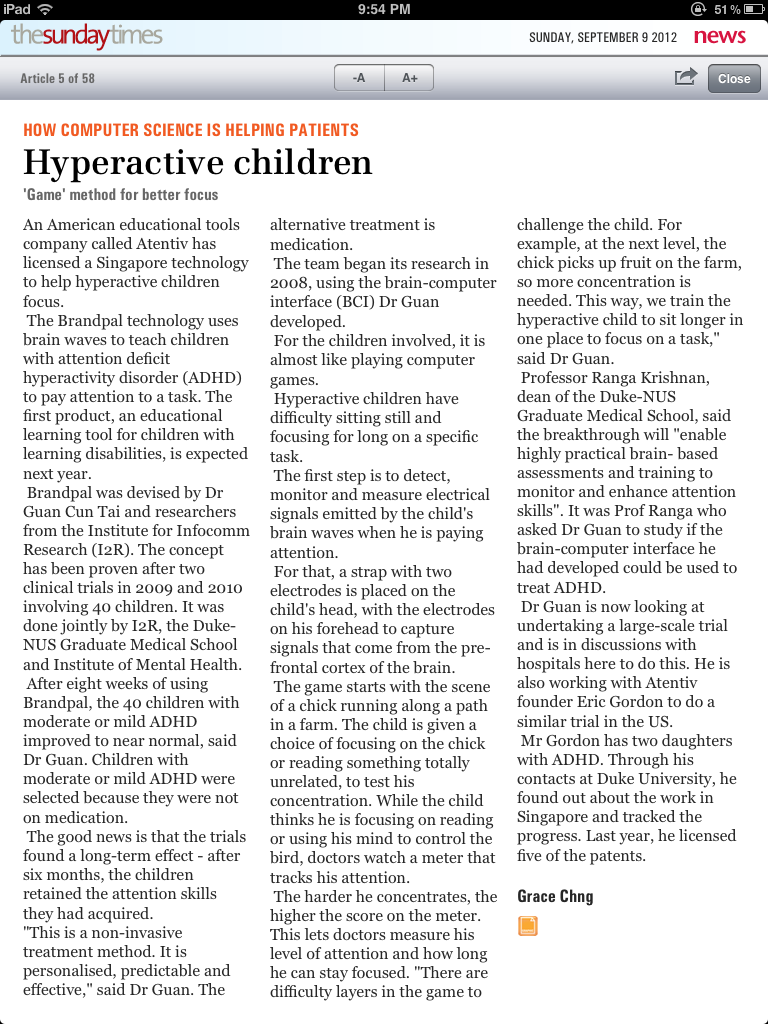 iPad
9:54 PM
51 %
thesundaytimes
SUNDAY, SEPTEMBER 9 2012
news
Article 5 of 58
-A
A+
Close
HOW COMPUTER SCIENCE IS HELPING PATIENTS
Hyperactive children
'Game' method for better focus
An American educational tools
company called Atentiv has
licensed a Singapore technology
to help hyperactive children
focus.
The Brandpal technology uses
brain waves to teach children
with attention deficit
hyperactivity disorder (ADHD)
to pay attention to a task. The
first product, an educational
learning tool for children with
learning disabilities, is expected
next year.
Brandpal was devised by Dr
Guan Cun Tai and researchers
from the Institute for Infocomm
Research (I2R). The concept
has been proven after two
clinical trials in 2009 and 2010
involving 40 children. It was
done jointly by I2R, the Duke-
NUS Graduate Medical School
and Institute of Mental Health.
After eight weeks of using
Brandpal, the 40 children with
moderate or mild ADHD
improved to near normal, said
Dr Guan. Children with
moderate or mild ADHD were
selected because they were not
on medication.
The good news is that the trials
found a long-term effect - after
six months, the children
retained the attention skills
they had acquired.
"This is a non-invasive
treatment method. It is
personalised, predictable and
effective," said Dr Guan. The
alternative treatment is
medication.
The team began its research in
2008, using the brain-computer
interface (BCI) Dr Guan
developed.
For the children involved, it is
almost like playing computer
games.
Hyperactive children have
difficulty sitting still and
focusing for long on a specific
task.
The first step is to detect,
monitor and measure electrical
signals emitted by the child's
brain waves when he is paying
attention.
For that, a strap with two
electrodes is placed on the
child's head, with the electrodes
on his forehead to capture
signals that come from the pre-
frontal cortex of the brain.
The game starts with the scene
of a chick running along a path
in a farm. The child is given a
choice of focusing on the chick
or reading something totally
unrelated, to test his
concentration. While the child
thinks he is focusing on reading
or using his mind to control the
bird, doctors watch a meter that
tracks his attention.
The harder he concentrates, the
higher the score on the meter.
This lets doctors measure his
level of attention and how long
he can stay focused. "There are
difficulty layers in the game to
challenge the child. For
example, at the next level, the
chick picks up fruit on the farm,
so more concentration is
needed. This way, we train the
hyperactive child to sit longer in
one place to focus on a task,"
said Dr Guan.
Professor Ranga Krishnan,
dean of the Duke-NUS
Graduate Medical School, said
the breakthrough will "enable
highly practical brain- based
assessments and training to
monitor and enhance attention
skills". It was Prof Ranga who
asked Dr Guan to study if the
brain-computer interface he
had developed could be used to
treat ADHD.
Dr Guan is now looking at
undertaking a large-scale trial
and is in discussions with
hospitals here to do this. He is
also working with Atentiv
founder Eric Gordon to do a
similar trial in the US.
Mr Gordon has two daughters
with ADHD. Through his
contacts at Duke University, he
found out about the work in
Singapore and tracked the
progress. Last year, he licensed
five of the patents.
Grace Chng